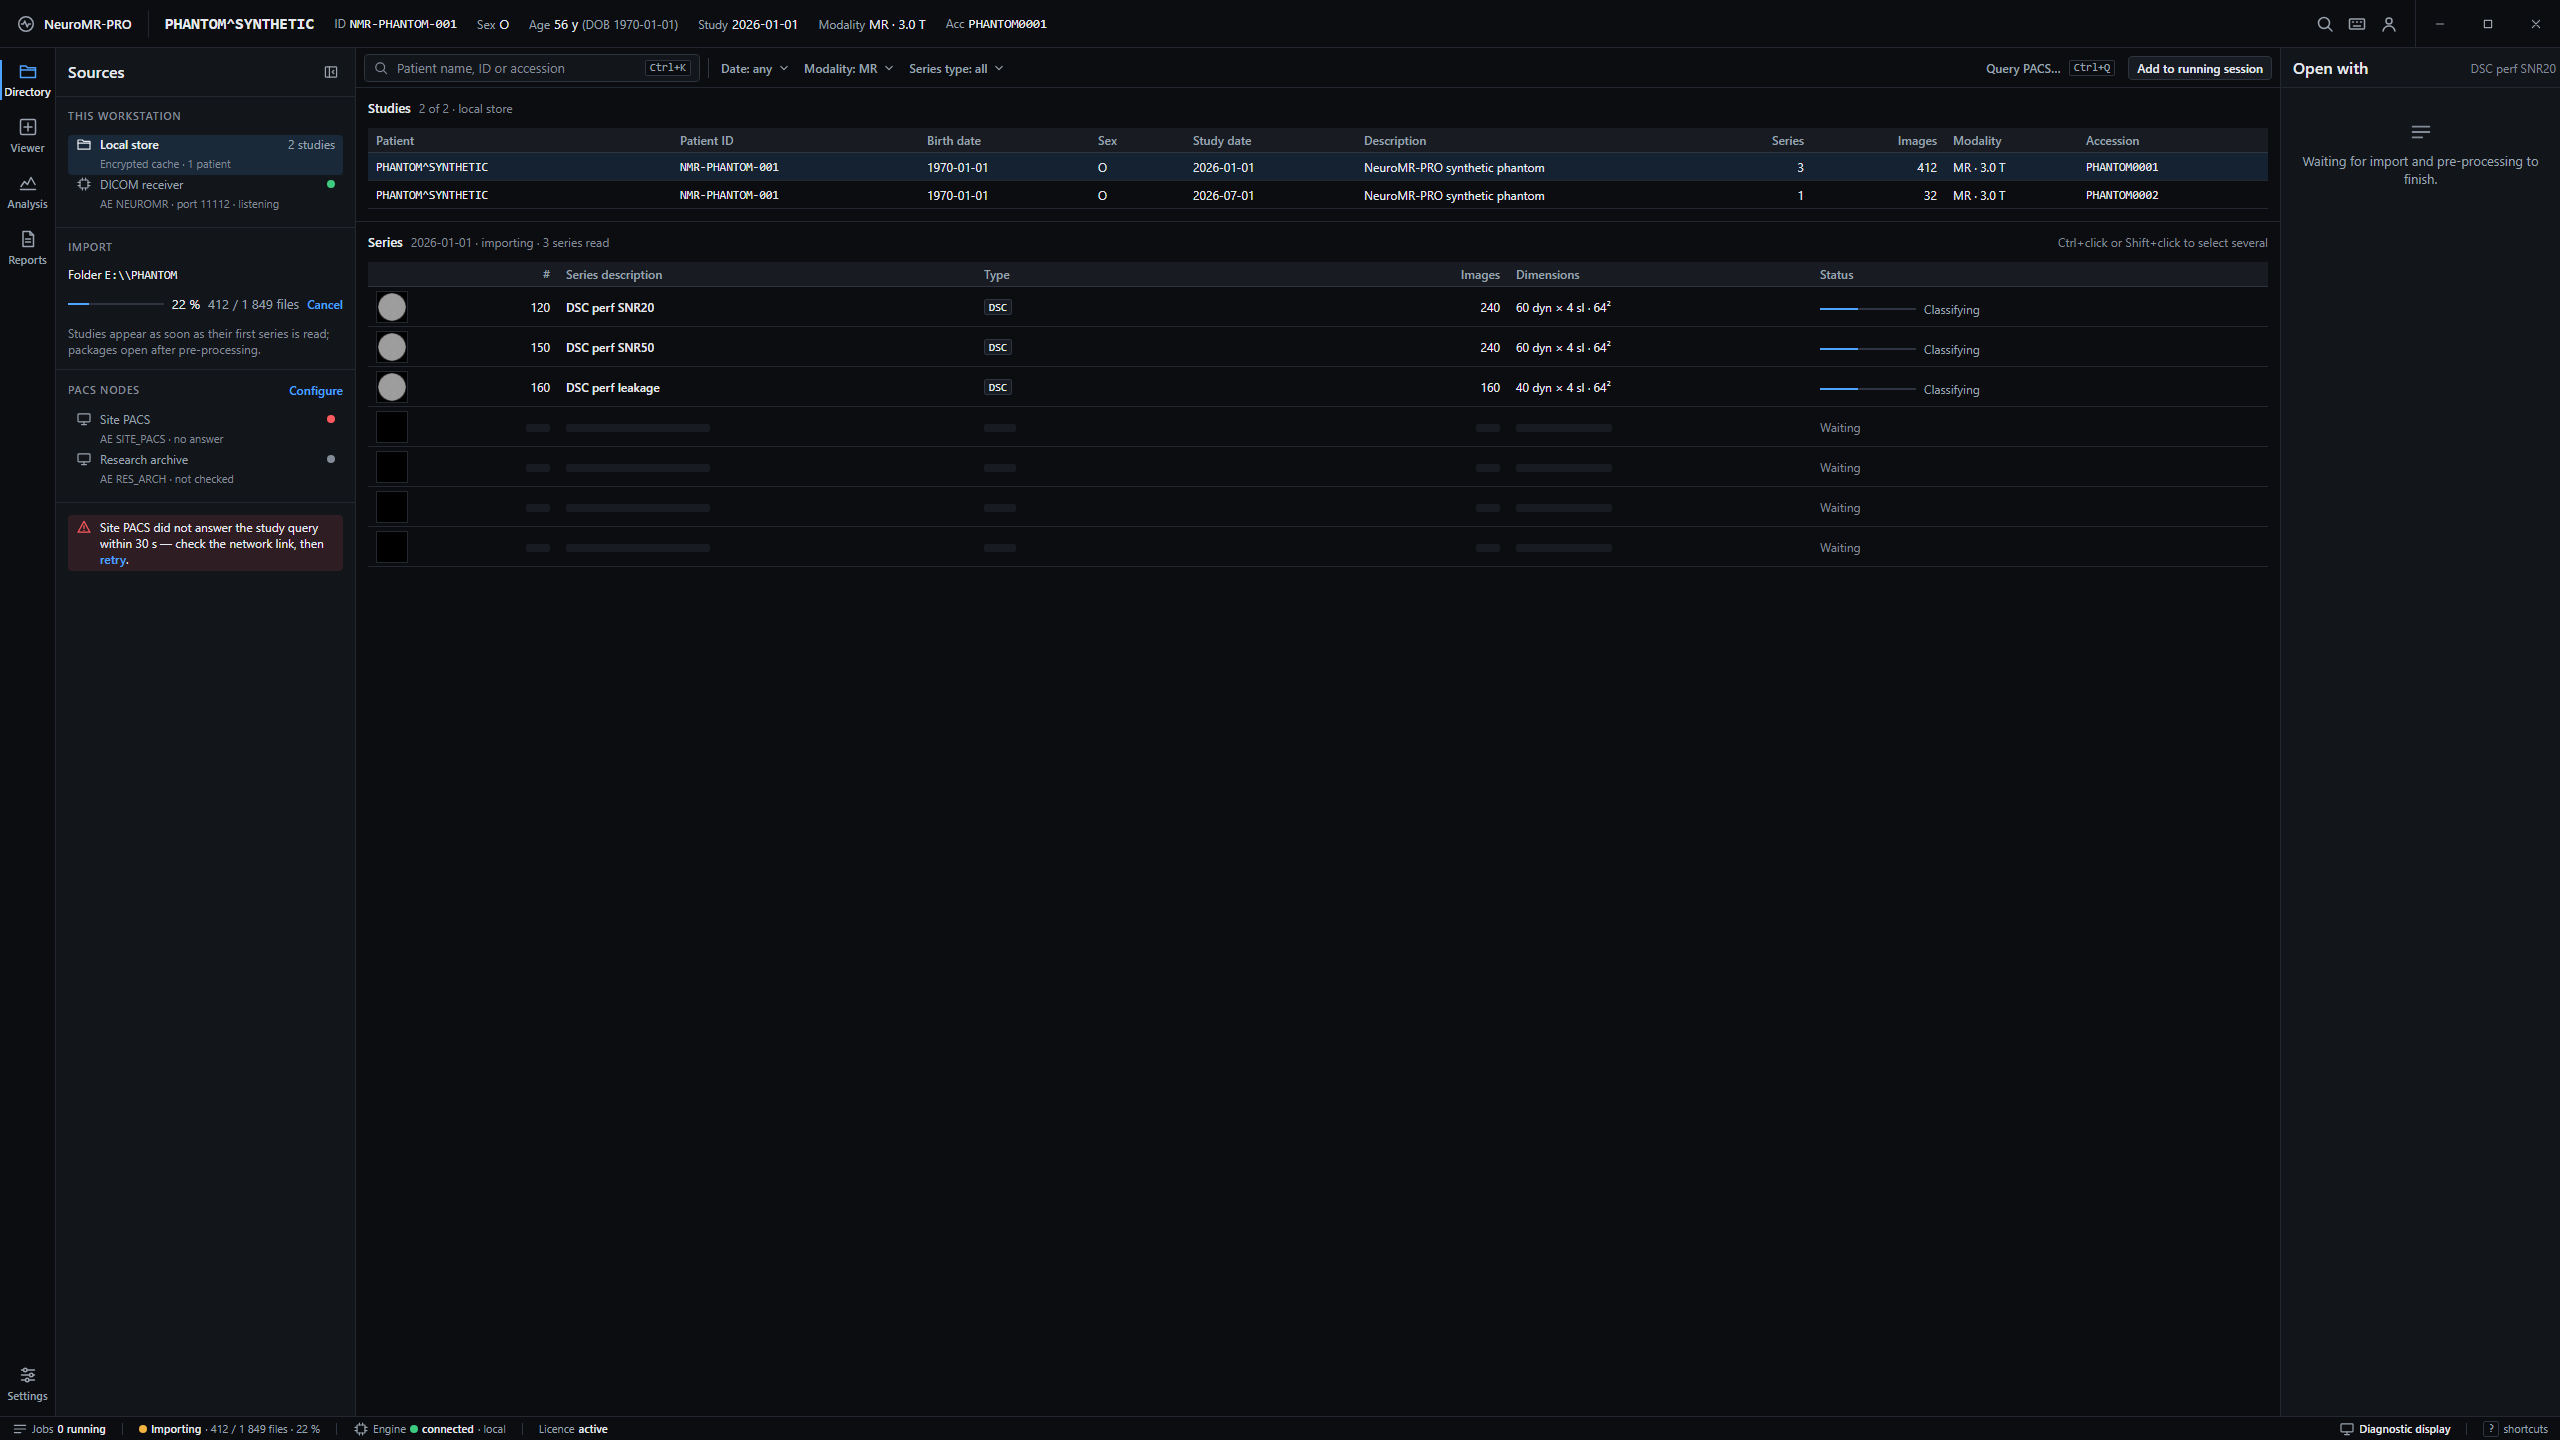 NeuroMR-PRO PHANTOM^SYNTHETIC ID NMR-PHANTOM-001 Sex O Age 56 y (DOB 1970-01-01) Study 2026-01-01 Modality MR · 3.0 T Acc PHANTOM0001
Directory
Viewer
Analysis
Reports
Settings
Sources
THIS WORKSTATION
Local store 2 studies
Encrypted cache · 1 patient
DICOM receiver
AE NEUROMR · port 11112 · listening
IMPORT
Folder E:\\PHANTOM
22 % 412 / 1 849 files Cancel
Studies appear as soon as their first series is read;
packages open after pre-processing.
PACS NODES Configure
Site PACS
AE SITE_PACS · no answer
Research archive
AE RES_ARCH · not checked
Site PACS did not answer the study query
within 30 s — check the network link, then
retry.
Patient name, ID or accession Ctrl+K Date: any Modality: MR Series type: all Query PACS... Ctrl+Q Add to running session
Studies 2 of 2 · local store
Patient Patient ID Birth date Sex Study date Description Series Images Modality Accession
PHANTOM^SYNTHETIC NMR-PHANTOM-001 1970-01-01 O 2026-01-01 NeuroMR-PRO synthetic phantom 3 412 MR · 3.0 T PHANTOM0001
PHANTOM^SYNTHETIC NMR-PHANTOM-001 1970-01-01 O 2026-07-01 NeuroMR-PRO synthetic phantom 1 32 MR · 3.0 T PHANTOM0002
Series 2026-01-01 · importing · 3 series read Ctrl+click or Shift+click to select several
# Series description Type Images Dimensions Status
120 DSC perf SNR20 DSC 240 60 dyn × 4 sl · 64² Classifying
150 DSC perf SNR50 DSC 240 60 dyn × 4 sl · 64² Classifying
160 DSC perf leakage DSC 160 40 dyn × 4 sl · 64² Classifying
Waiting
Waiting
Waiting
Waiting
Open with DSC perf SNR20
Waiting for import and pre-processing to
finish.
Jobs 0 running Importing · 412 / 1 849 files · 22 % Engine connected · local Licence active Diagnostic display ? shortcuts